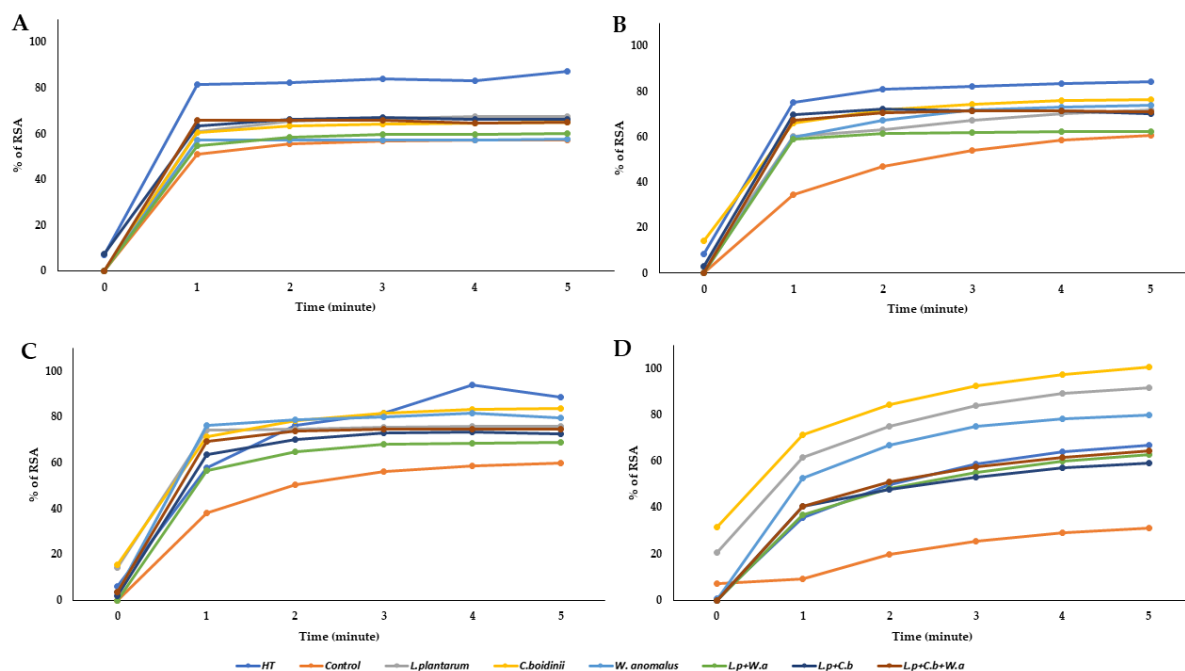 A
100
80
60
40
20
0
% of RSA
0 1 2 3 4 5
Time (minute)
B
100
80
60
40
20
0
% of RSA
0 1 2 3 4 5
Time (minute)
C
100
80
60
40
20
0
% of RSA
0 1 2 3 4 5
Time (minute)
D
100
80
60
40
20
0
% of RSA
0 1 2 3 4 5
Time (minute)
HT Control L.plantarum C.boidinii W. anomalus L.p+W.a L.p+C.b L.p+C.b+W.a